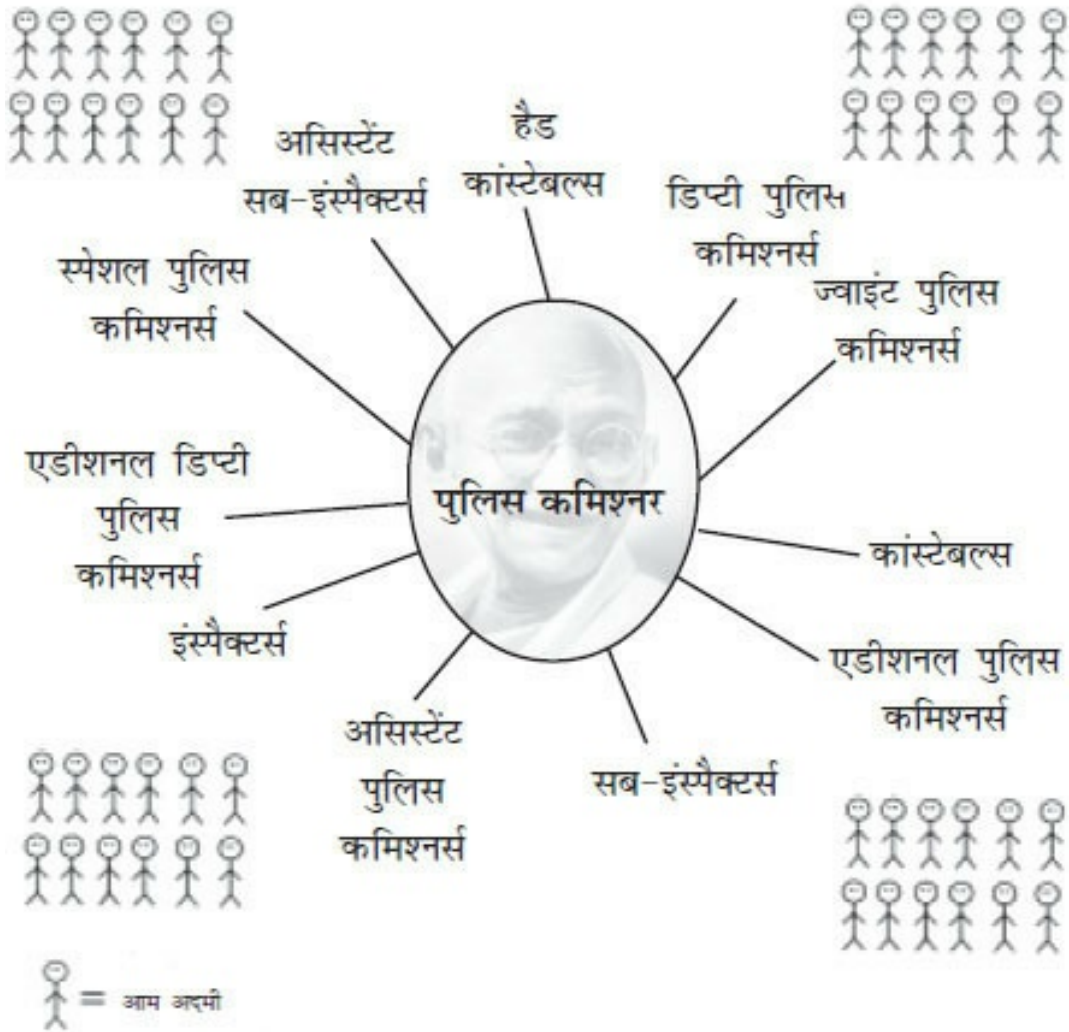 असिस्टेंट
सब-इंस्पैक्टर्स
हैड
कांस्टेबल्स
डिप्टी पुलिस
कमिश्नर्स
ज्वाइंट पुलिस
कमिश्नर्स
स्पेशल पुलिस
कमिश्नर्स
एडीशनल डिप्टी
पुलिस
कमिश्नर्स
पुलिस कमिश्नर
कांस्टेबल्स
इंस्पैक्टर्स
एडीशनल पुलिस
कमिश्नर्स
असिस्टेंट
पुलिस
कमिश्नर्स
सब-इंस्पैक्टर्स
= आम अदमी